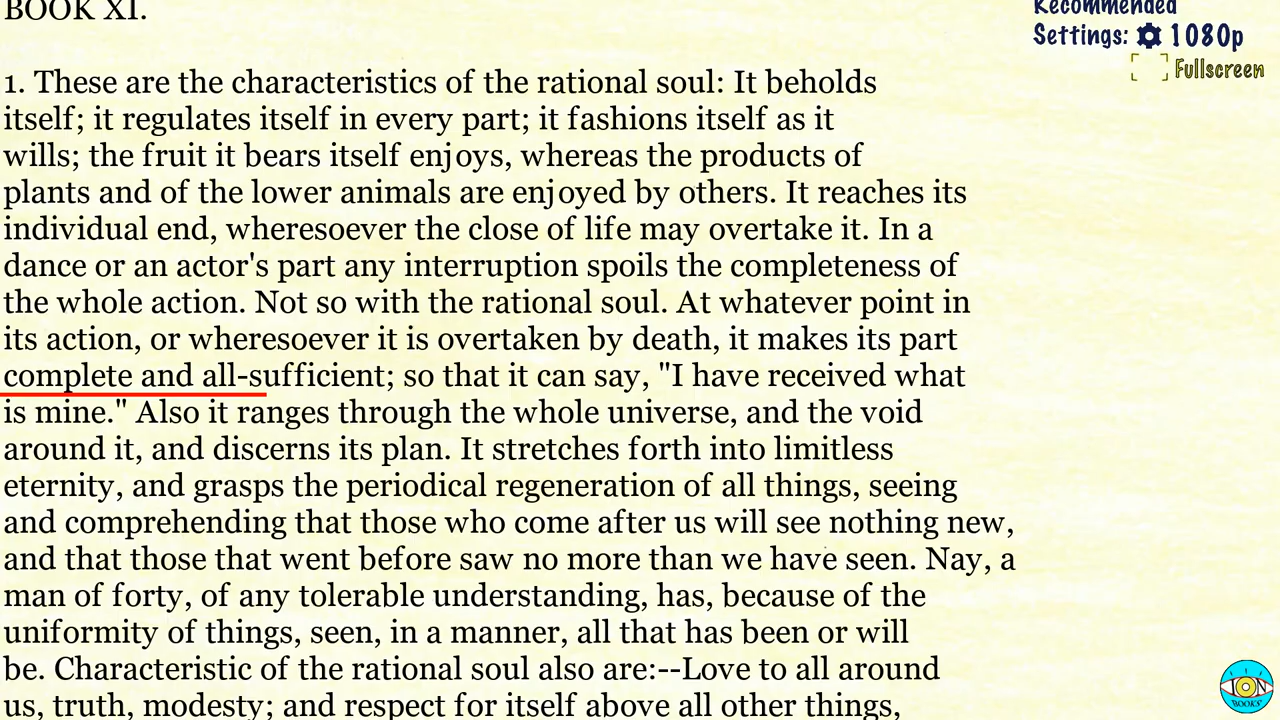 BOOK XI.
Recommended
Settings: 1080p
Fullscreen
1. These are the characteristics of the rational soul: It beholds
itself; it regulates itself in every part; it fashions itself as it
wills; the fruit it bears itself enjoys, whereas the products of
plants and of the lower animals are enjoyed by others. It reaches its
individual end, wheresoever the close of life may overtake it. In a
dance or an actor's part any interruption spoils the completeness of
the whole action. Not so with the rational soul. At whatever point in
its action, or wheresoever it is overtaken by death, it makes its part
complete and all-sufficient; so that it can say, "I have received what
is mine." Also it ranges through the whole universe, and the void
around it, and discerns its plan. It stretches forth into limitless
eternity, and grasps the periodical regeneration of all things, seeing
and comprehending that those who come after us will see nothing new,
and that those that went before saw no more than we have seen. Nay, a
man of forty, of any tolerable understanding, has, because of the
uniformity of things, seen, in a manner, all that has been or will
be. Characteristic of the rational soul also are:--Love to all around
us, truth, modesty; and respect for itself above all other things,
ION
BOOKS